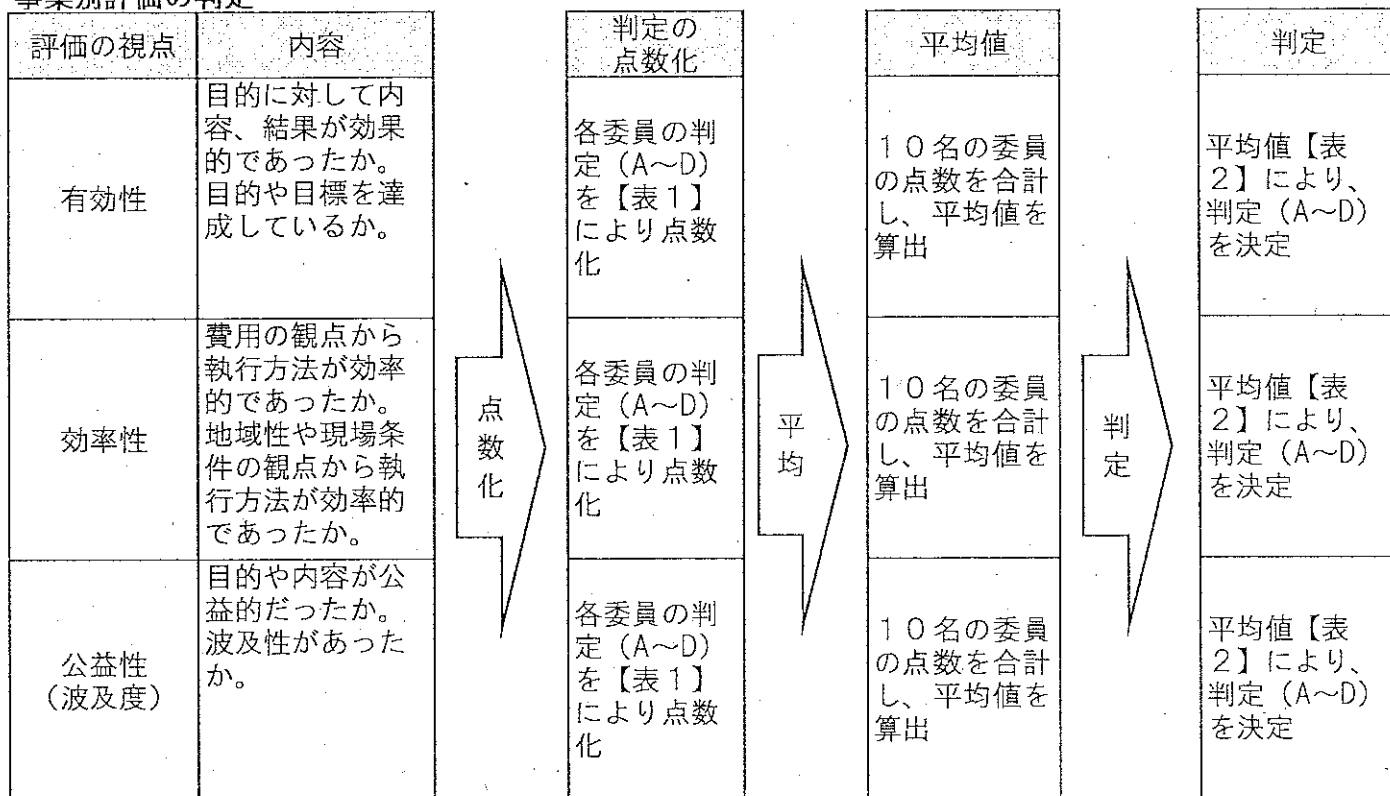 事業別評価の判定
評価の視点
内容
判定の
点数化
平均値
判定
有効性
目的に対して内
容、結果が効果
的であったか。
目的や目標を達
成しているか。
各委員の判
定（A～D）
を【表１】
により点数
化
１０名の委員
の点数を合計
し、平均値を
算出
平均値【表
２】により、
判定（A～D）
を決定
効率性
費用の観点から
執行方法が効率
的であったか。
地域性や現場条
件の観点から執
行方法が効率的
であったか。
点
数
化
各委員の判
定（A～D）
を【表１】
により点数
化
平
均
１０名の委員
の点数を合計
し、平均値を
算出
判
定
平均値【表
２】により、
判定（A～D）
を決定
公益性
（波及度）
目的や内容が公
益的だったか。
波及性があった
か。
各委員の判
定（A～D）
を【表１】
により点数
化
１０名の委員
の点数を合計
し、平均値を
算出
平均値【表
２】により、
判定（A～D）
を決定